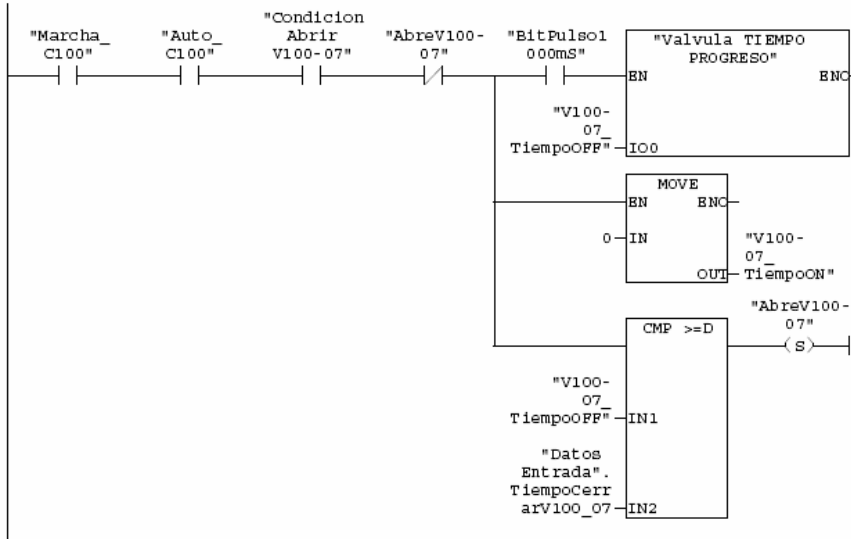 "Marcha_
C100"
"Auto_
C100"
"Condicion
Abrir
V100-07"
"AbreV100-
07"
"BitPulso1
000mS"
"Valvula TIEMPO
PROGRESO"
EN
ENO
"V100-
07_
TiempoOFF"
IO0
MOVE
EN
ENO
0
IN
"V100-
07_
OUT
TiempoON"
"AbreV100-
07"
CMP >=D
S
"V100-
07_
TiempoOFF"
IN1
"Datos
Entrada".
TiempoCerr
arV100_07
IN2